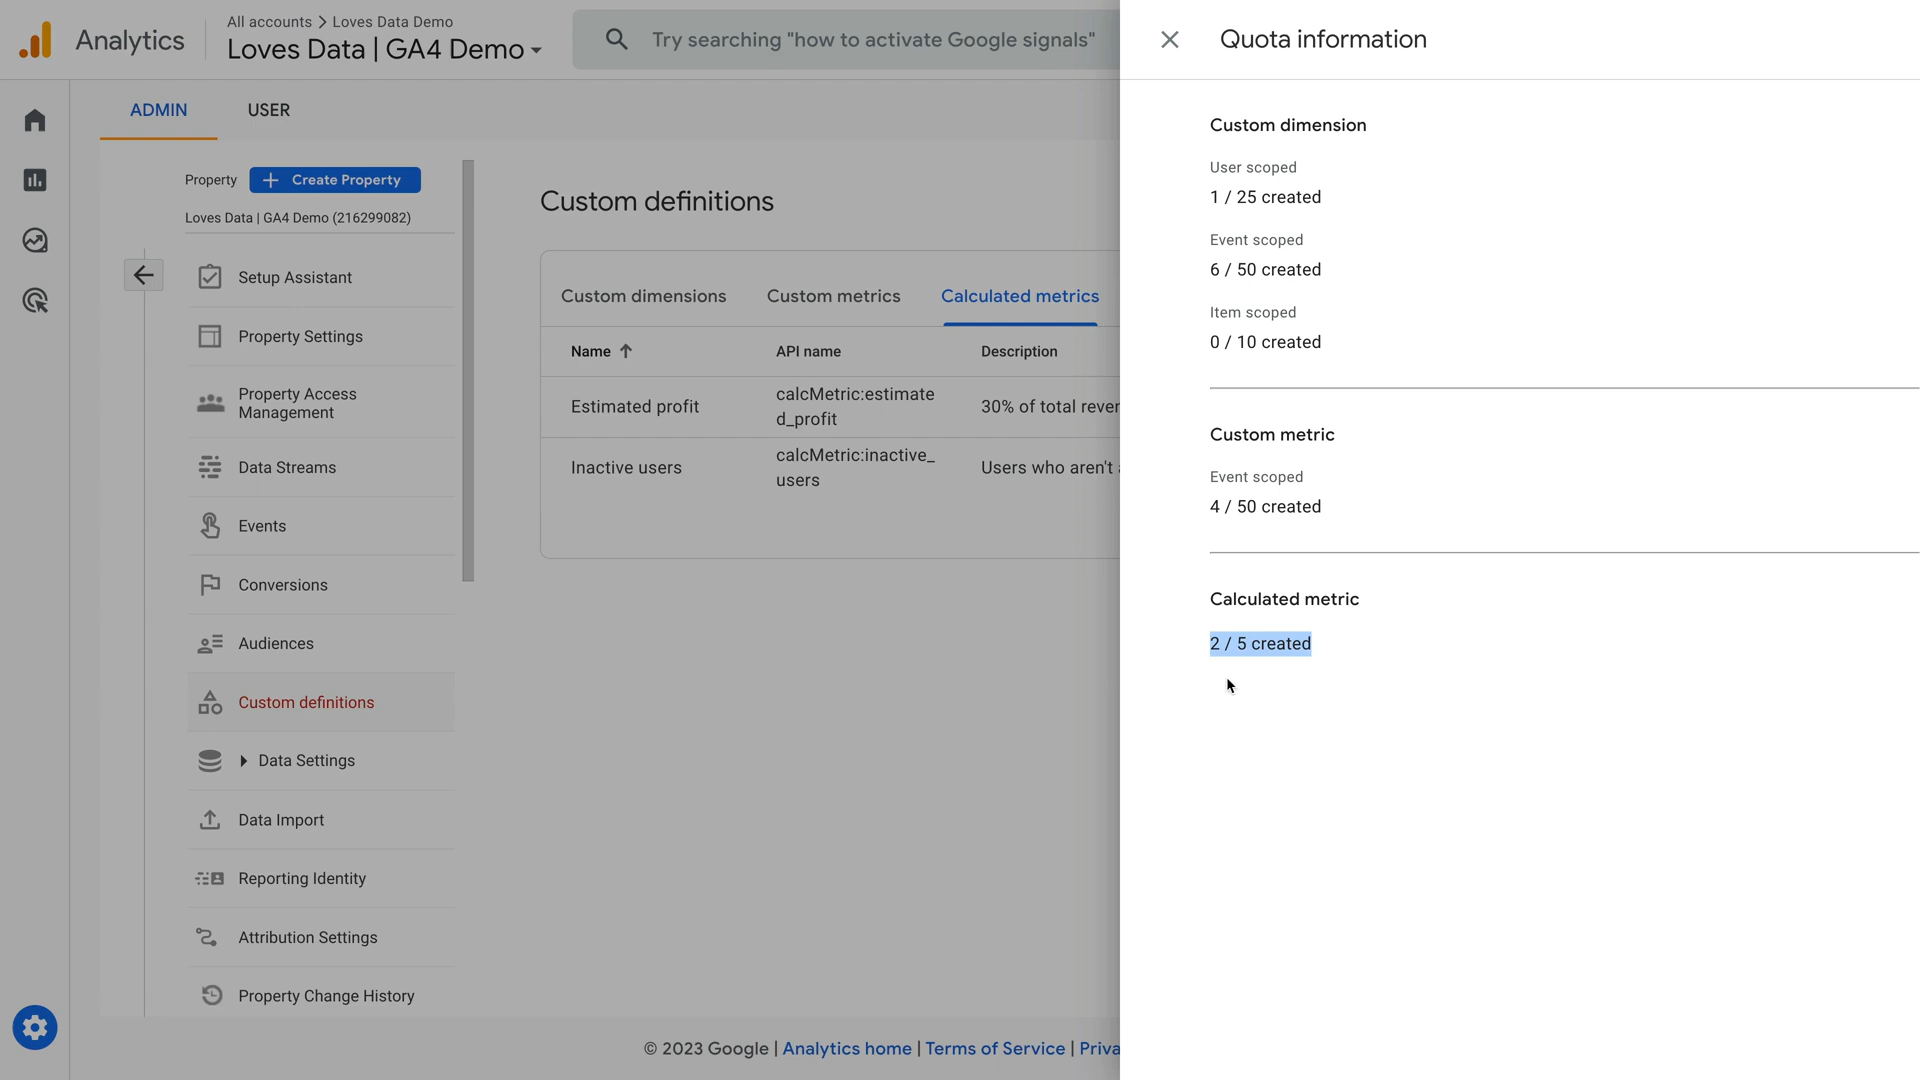 Analytics
All accounts > Loves Data Demo
Loves Data | GA4 Demo
Try searching "how to activate Google signals"
ADMIN
USER
Property
+ Create Property
Loves Data | GA4 Demo (216299082)
Setup Assistant
Property Settings
Property Access
Management
Data Streams
Events
Conversions
Audiences
Custom definitions
Data Settings
Data Import
Reporting Identity
Attribution Settings
Property Change History
Custom definitions
Custom dimensions
Custom metrics
Calculated metrics
Name
API name
Description
Estimated profit
calcMetric:estimate
d_profit
30% of total rever
Inactive users
calcMetric:inactive_
users
Users who aren't a
© 2023 Google | Analytics home | Terms of Service | Priva
Quota information
Custom dimension
User scoped
1 / 25 created
Event scoped
6 / 50 created
Item scoped
0 / 10 created
Custom metric
Event scoped
4 / 50 created
Calculated metric
2 / 5 created